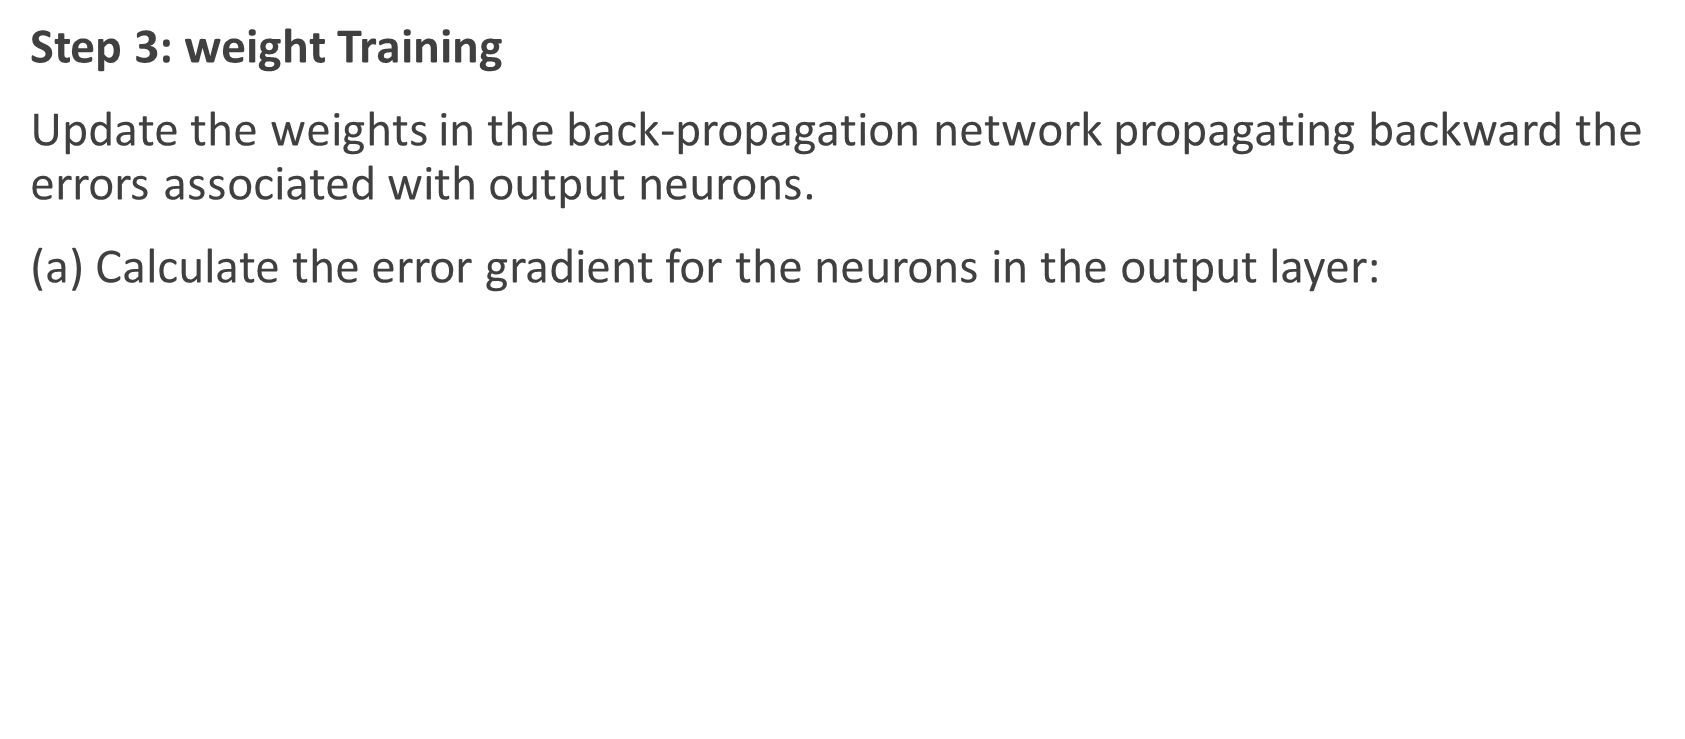 Step 3: weight Training
Update the weights in the back-propagation network propagating backward the
errors associated with output neurons.
(a) Calculate the error gradient for the neurons in the output layer: